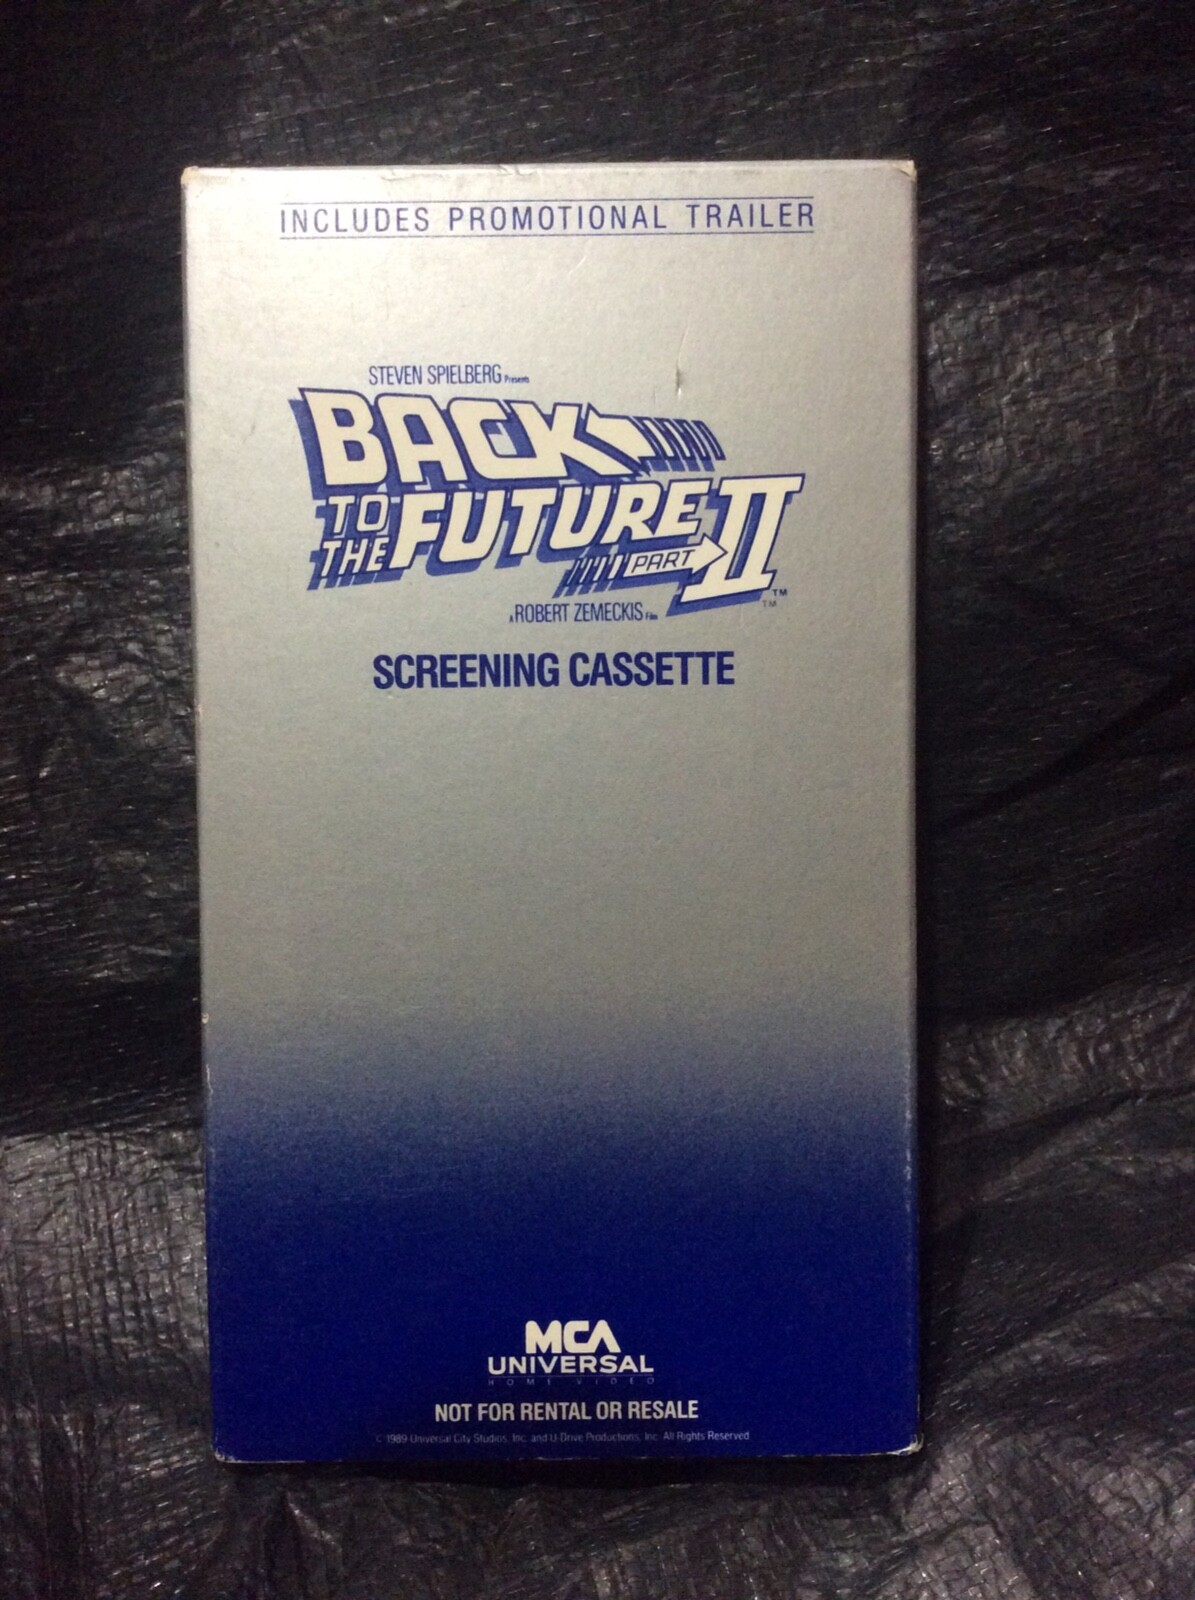 INCLUDES PROMOTIONAL TRAILER
STEVEN SPIELBERG Presents
BACK
TO THE FUTURE
PART II ™
™
A ROBERT ZEMECKIS Film
SCREENING CASSETTE
MCA
UNIVERSAL
HOME VIDEO
NOT FOR RENTAL OR RESALE
© 1989 Universal City Studios, Inc. and U-Drive Productions, Inc. All Rights Reserved